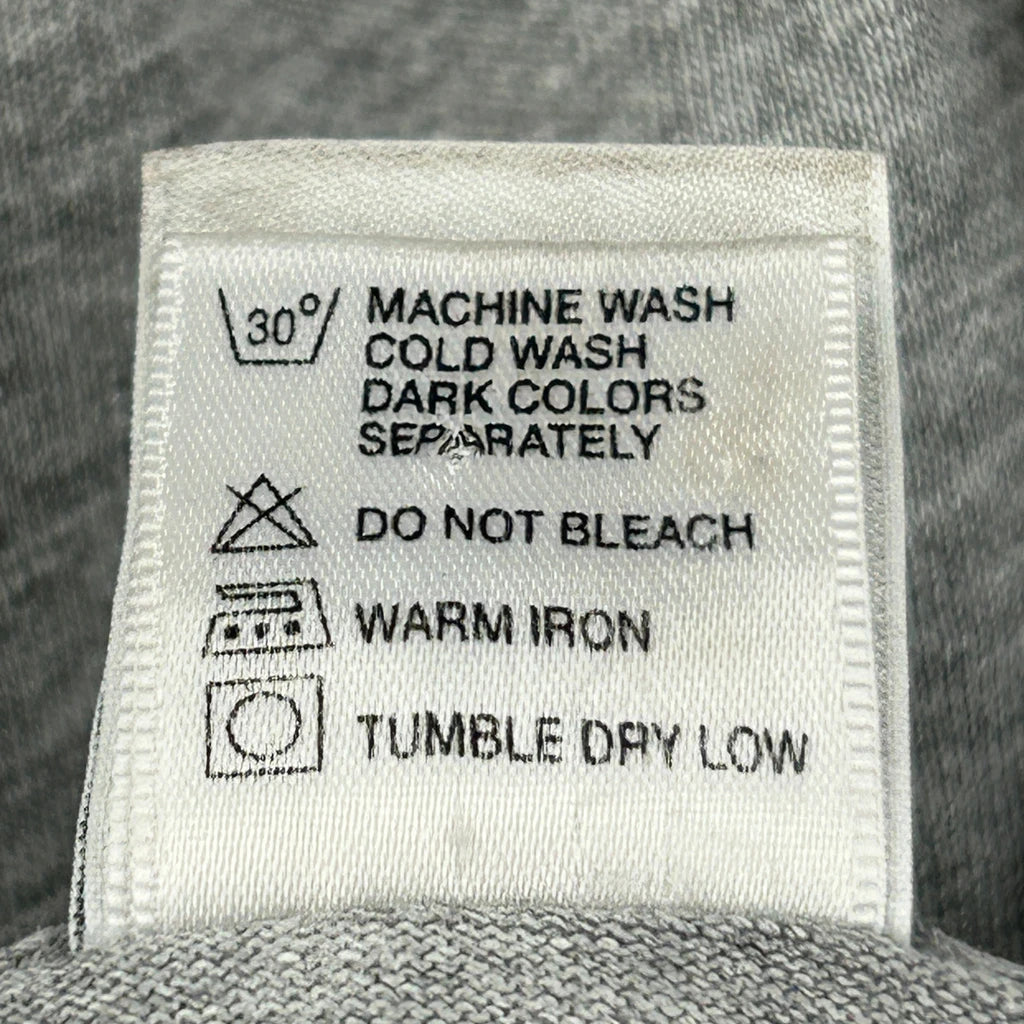 30° MACHINE WASH
COLD WASH
DARK COLORS
SEPARATELY
DO NOT BLEACH
WARM IRON
TUMBLE DRY LOW